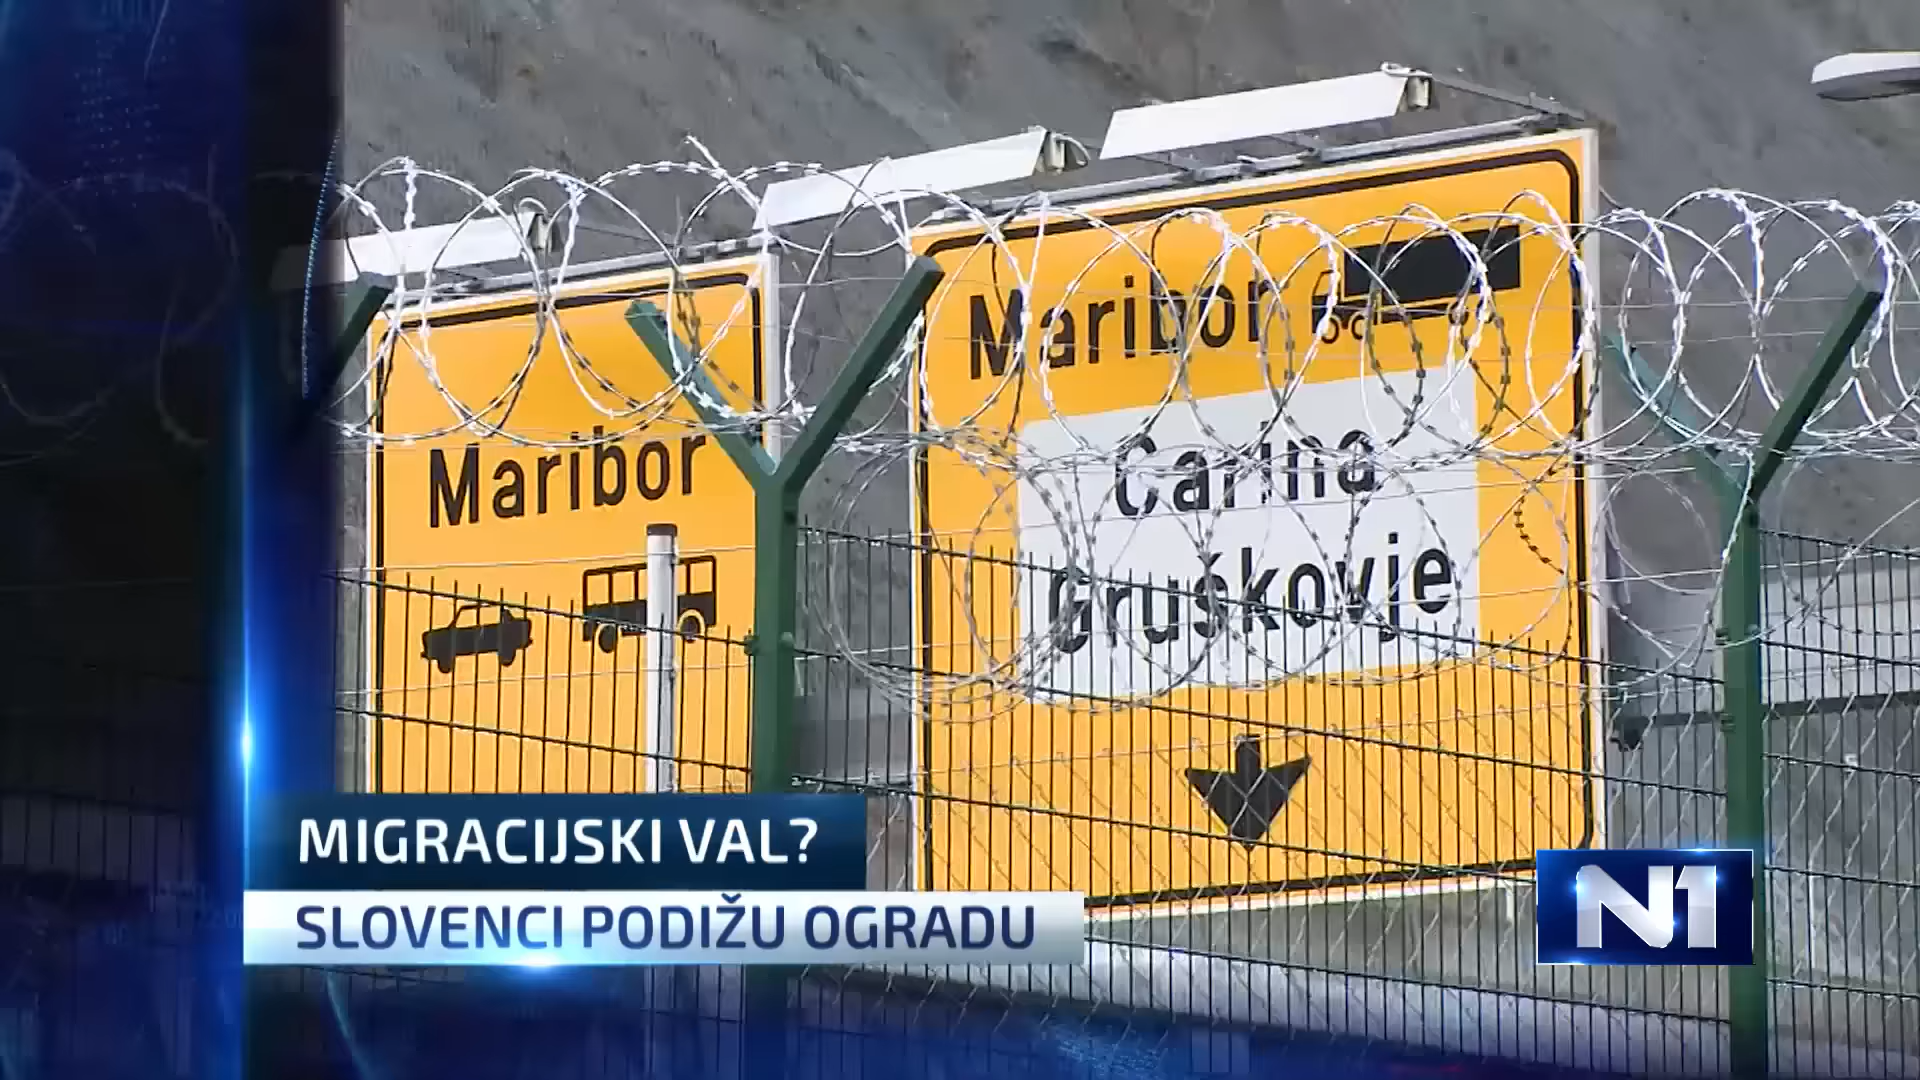 Maribor
Maribor
Carina
Gruškovje
MIGRACIJSKI VAL?
SLOVENCI PODIŽU OGRADU
N1